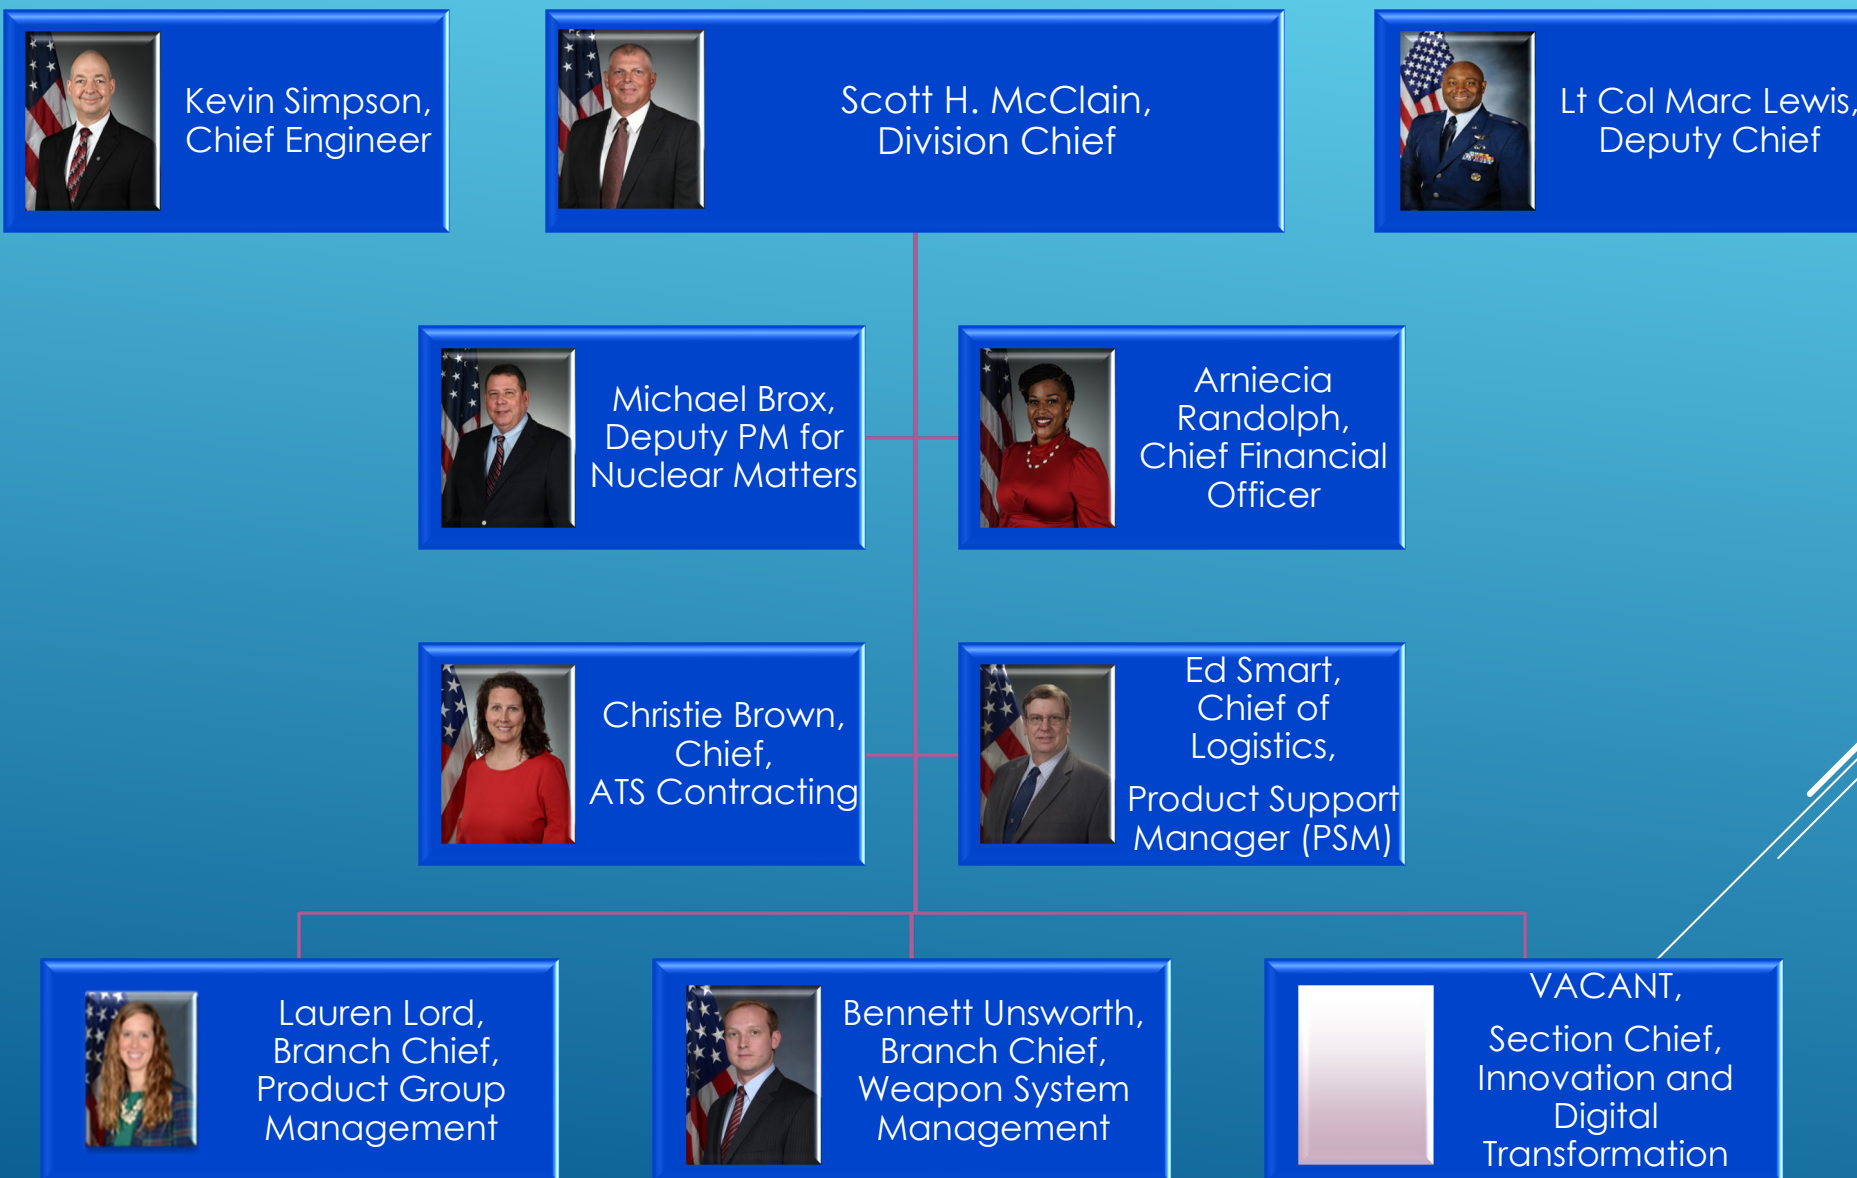 Kevin Simpson,
Chief Engineer
Scott H. McClain,
Division Chief
Lt Col Marc Lewis,
Deputy Chief
Michael Brox,
Deputy PM for
Nuclear Matters
Arniecia
Randolph,
Chief Financial
Officer
Christie Brown,
Chief,
ATS Contracting
Ed Smart,
Chief of
Logistics,
Product Support
Manager (PSM)
Lauren Lord,
Branch Chief,
Product Group
Management
Bennett Unsworth,
Branch Chief,
Weapon System
Management
VACANT,
Section Chief,
Innovation and
Digital
Transformation